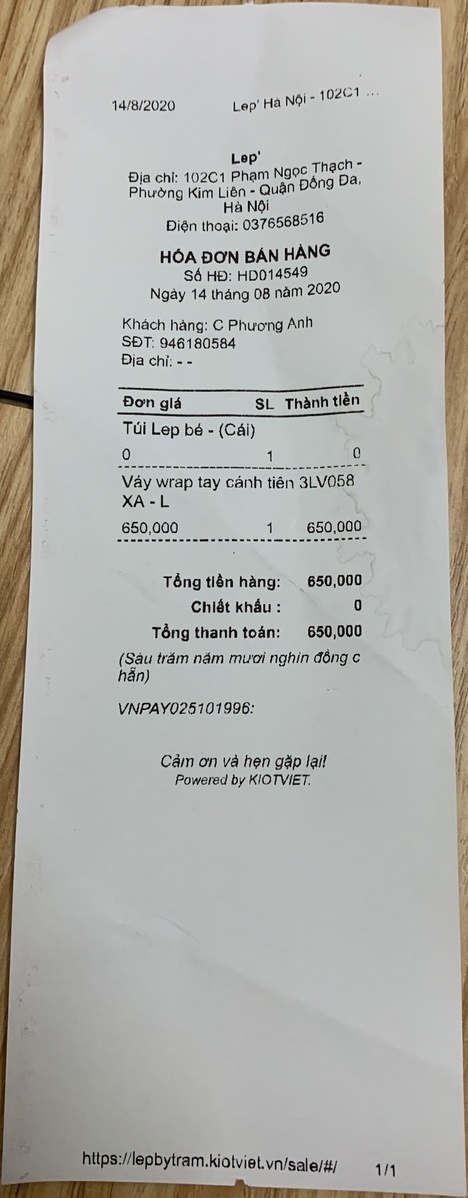 14/8/2020 Lep' Hà Nội - 102C1 ...
Lep'
Địa chỉ: 102C1 Phạm Ngọc Thạch -
Phường Kim Liên - Quận Đống Đa,
Hà Nội
Điện thoại: 0376568516
HÓA ĐƠN BÁN HÀNG
Số HĐ: HD014549
Ngày 14 tháng 08 năm 2020
Khách hàng: C Phương Anh
SĐT: 946180584
Địa chỉ: - -
Đơn giá SL Thành tiền
Túi Lep bé - (Cái)
0 1 0
Váy wrap tay cánh tiên 3LV058
XA - L
650,000 1 650,000
Tổng tiền hàng: 650,000
Chiết khấu : 0
Tổng thanh toán: 650,000
(Sáu trăm năm mươi nghìn đồng c
hẵn)
VNPAY025101996:
Cảm ơn và hẹn gặp lại!
Powered by KIOTVIET.
https://lepbytram.kiotviet.vn/sale/#/ 1/1